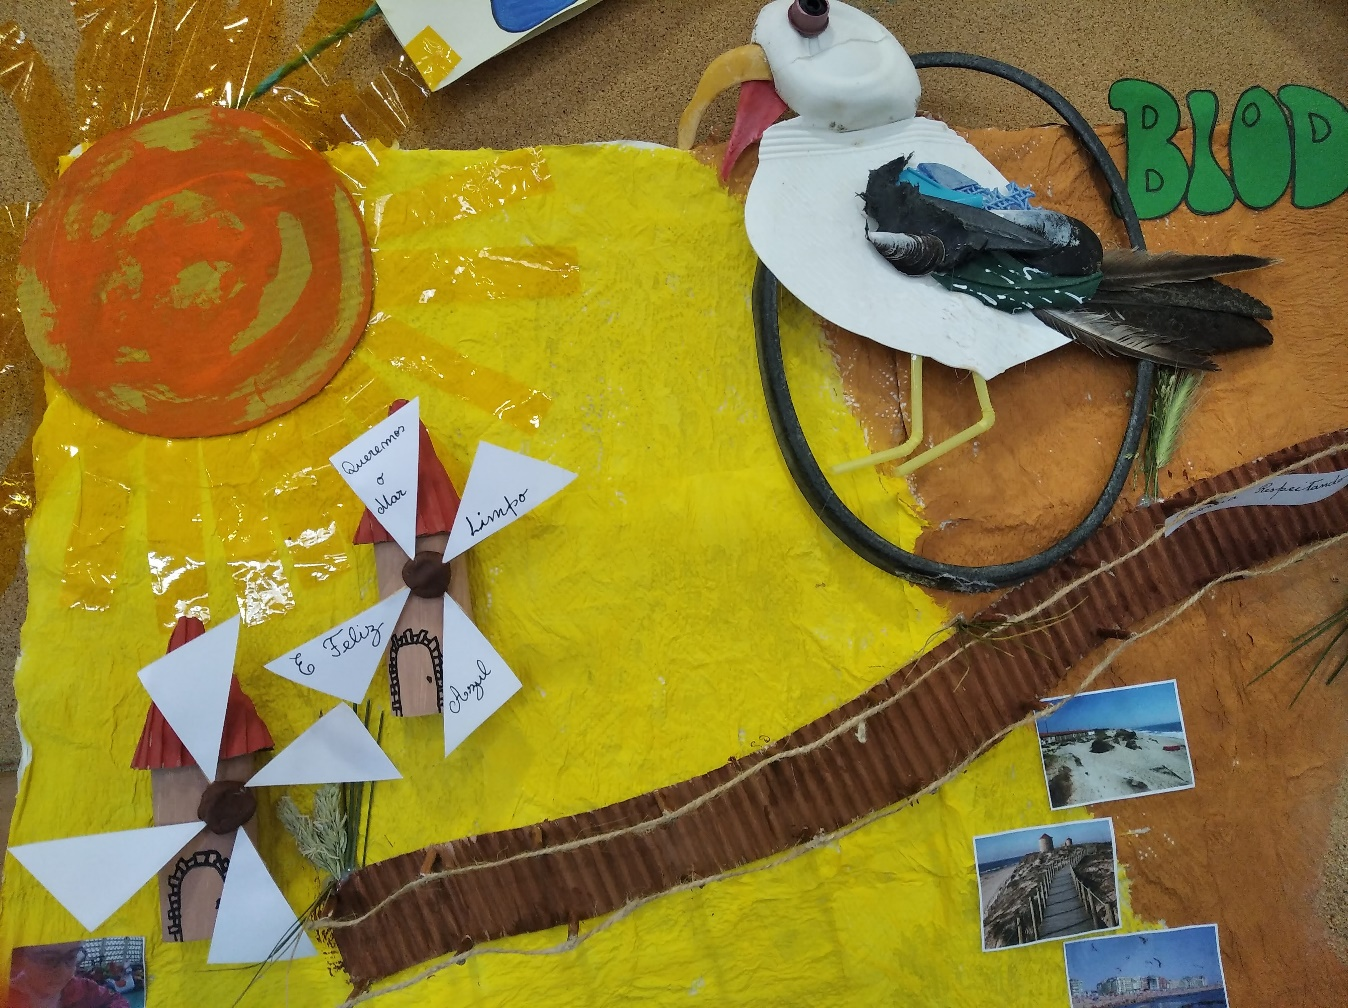 BIOD
Queremos
o
Mar
Limpo
E Feliz
Azul
Respeitando